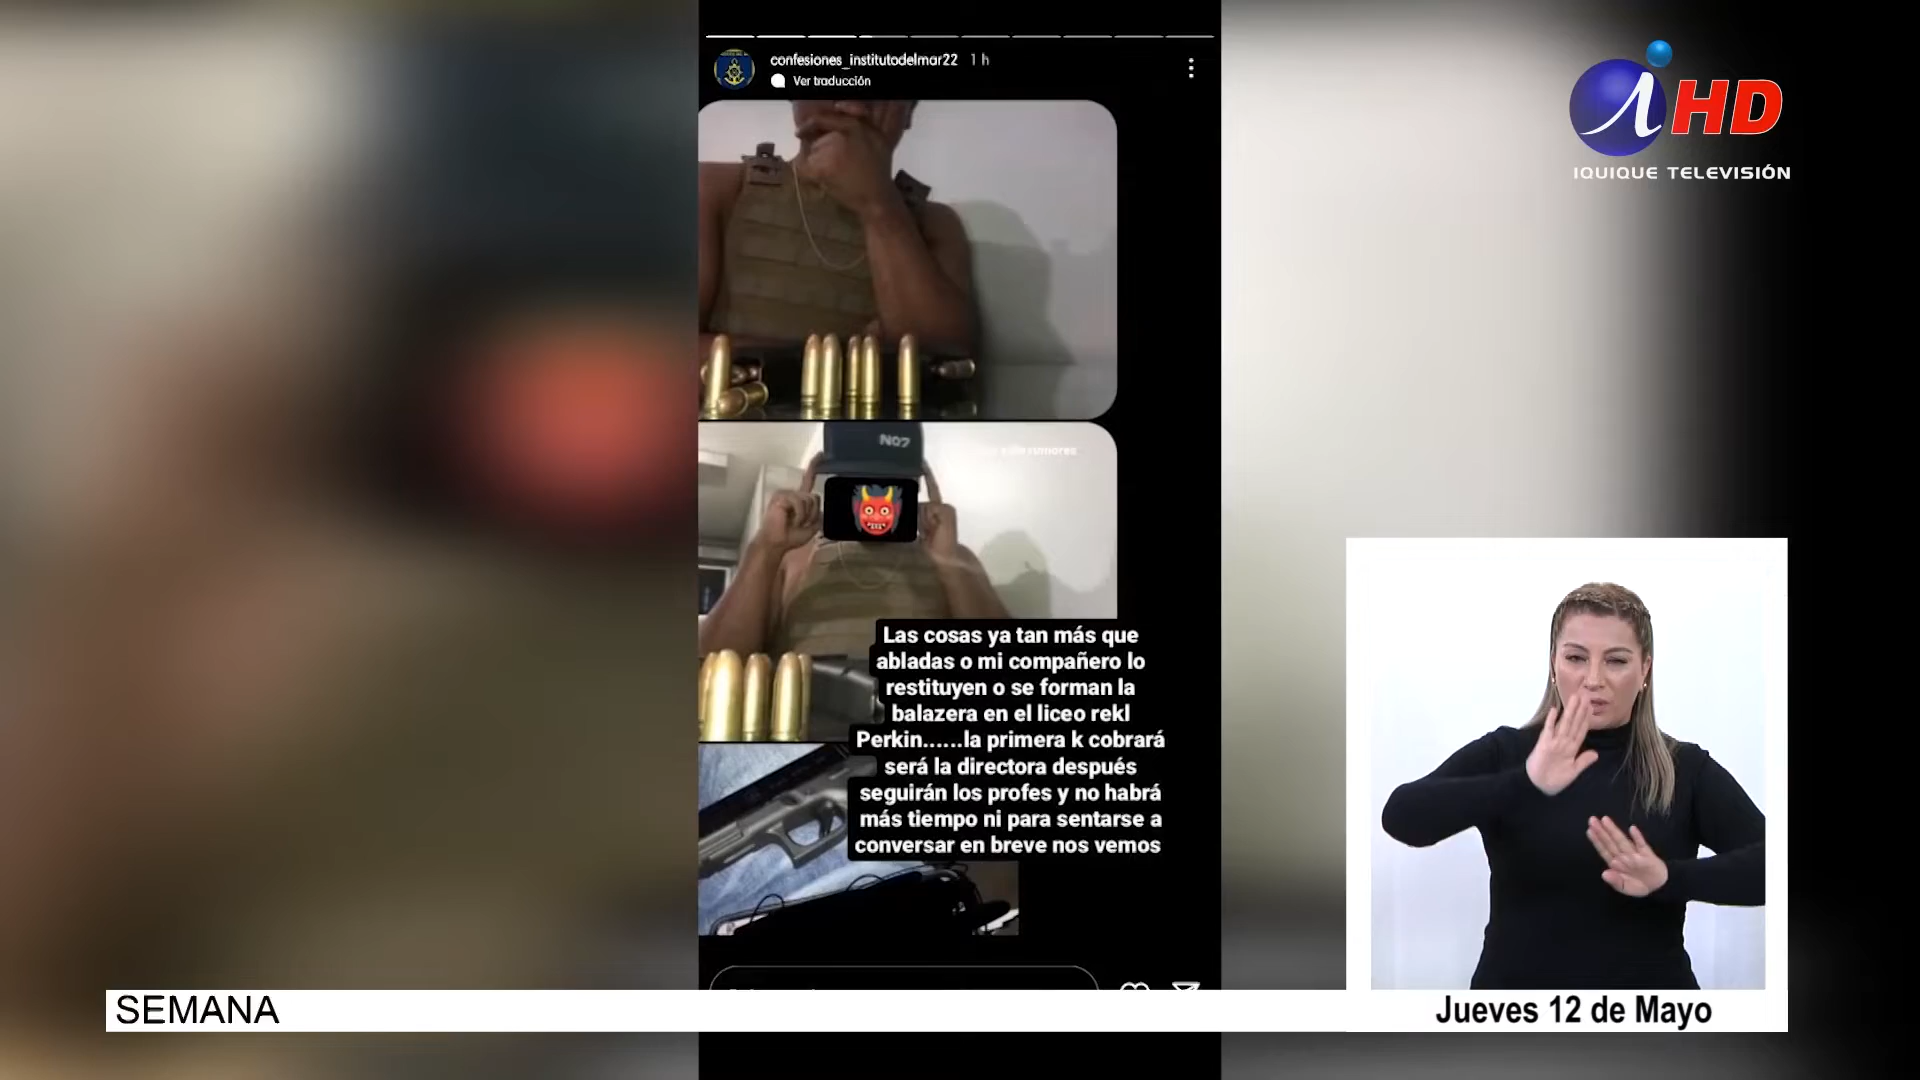 confesiones_institutodelmar22 1 h
Ver traducción
HD
IQUIQUE TELEVISIÓN
NO7
Las cosas ya tan más que
abladas o mi compañero lo
restituyen o se forman la
balazera en el liceo rekl
Perkin......la primera k cobrará
será la directora después
seguirán los profes y no habrá
más tiempo ni para sentarse a
conversar en breve nos vemos
SEMANA
Jueves 12 de Mayo